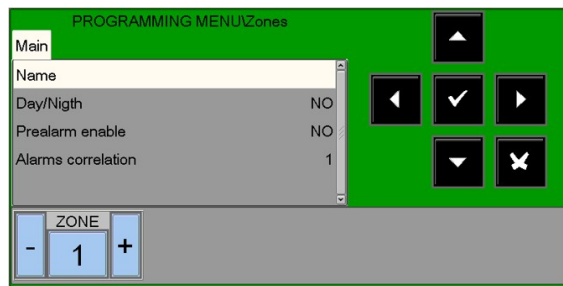 PROGRAMMING MENU\Zones
Main
Name
Day/Nigth NO
Prealarm enable NO
Alarms correlation 1
ZONE
- 1 +